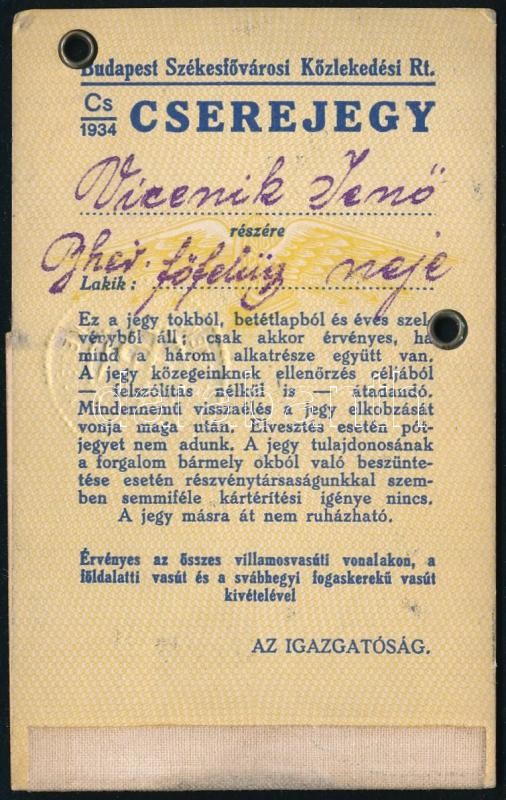 Budapest Székesfővárosi Közlekedési Rt.
Cs
1934 CSEREJEGY
Vicenik Jenő
részére
Bhév. főfelügy neje
Lakik:
Ez a jegy tokból, betétlapból és éves szel-
vényből áll; csak akkor érvényes, ha
mind a három alkatrésze együtt van.
A jegy közegeinknek ellenőrzés céljából
— felszólítás nélkül is — átadandó.
Mindennemű visszaélés a jegy elkobzását
vonja maga után. Elvesztés esetén pót-
jegyet nem adunk. A jegy tulajdonosának
a forgalom bármely okból való beszünte-
tése esetén részvénytársaságunkkal szem-
ben semmiféle kártérítési igénye nincs.
A jegy másra át nem ruházható.
Érvényes az összes villamosvasúti vonalakon, a
földalatti vasút és a svábhegyi fogaskerekű vasút
kivételével
AZ IGAZGATÓSÁG.